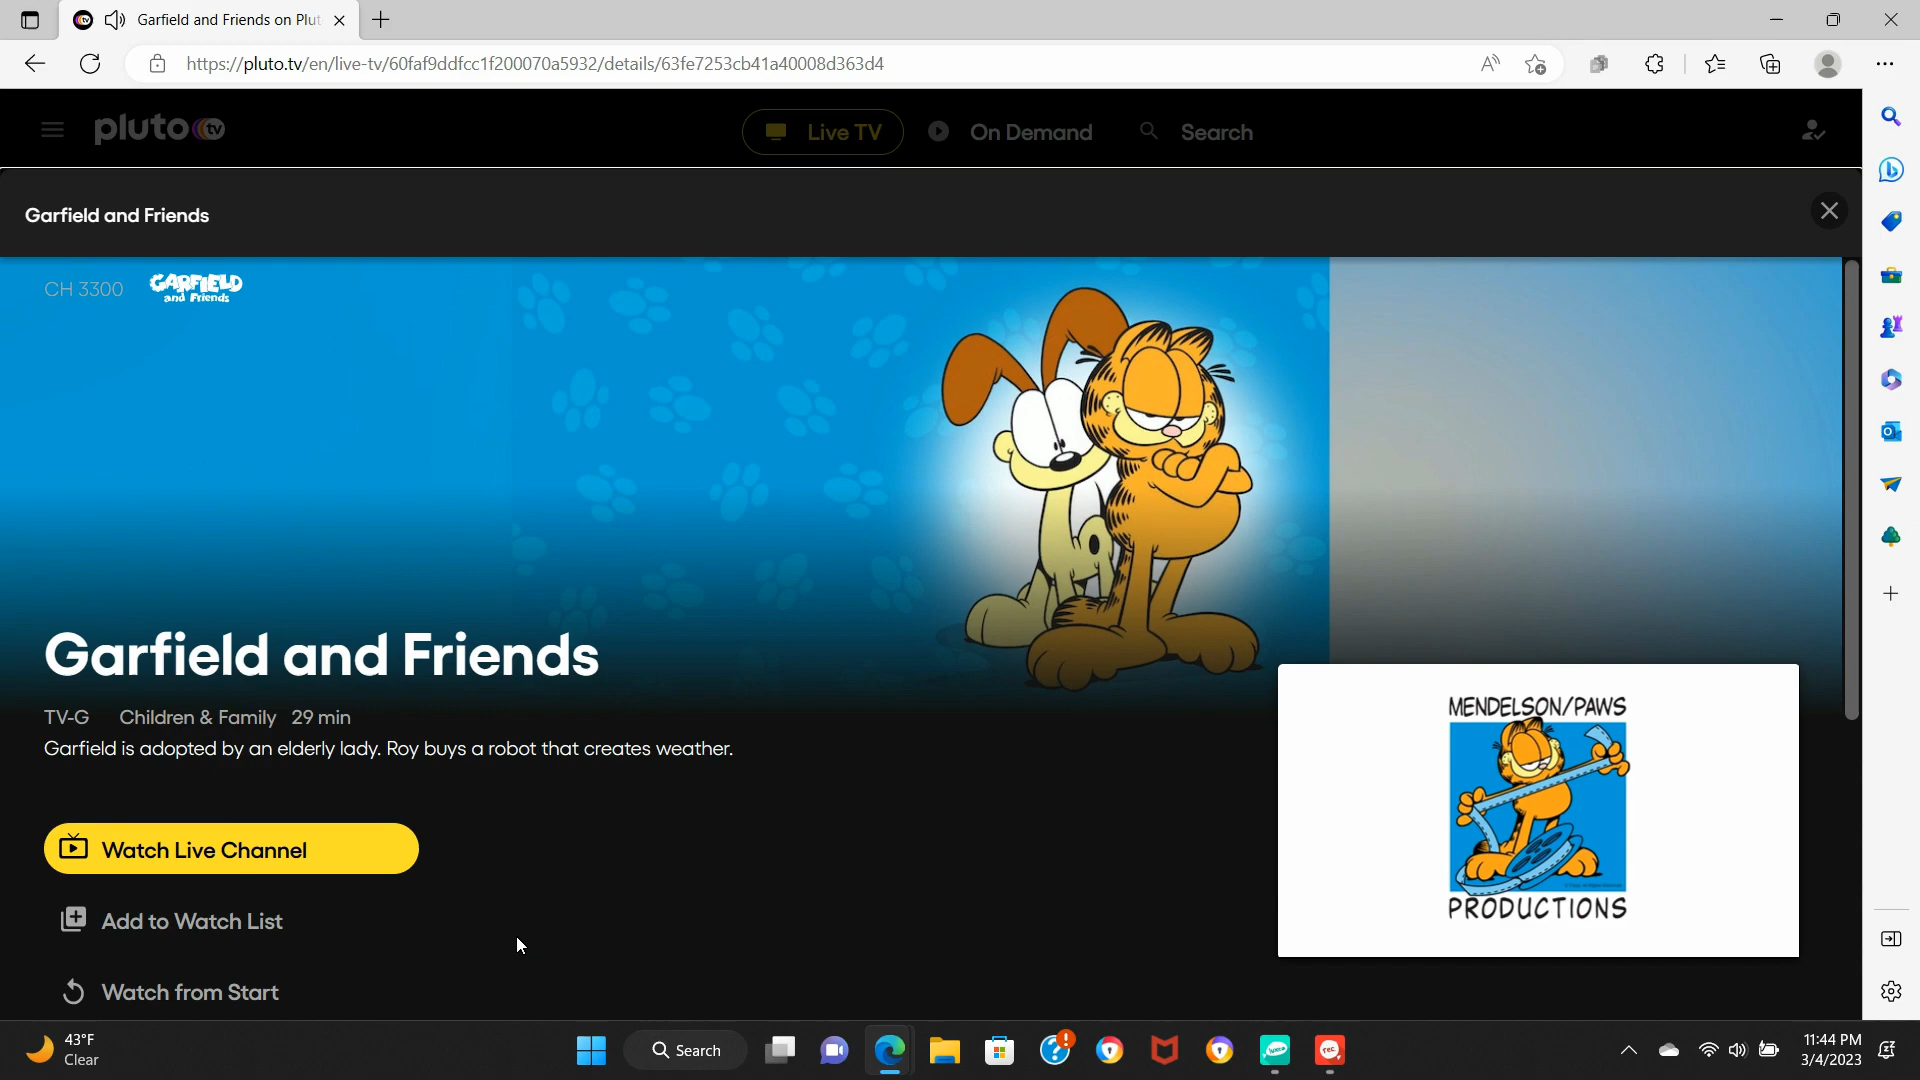 Garfield and Friends on Plut
https://pluto.tv/en/live-tv/60faf9ddfcc1f200070a5932/details/63fe7253cb41a40008d363d4
pluto tv
Live TV
On Demand
Search
Garfield and Friends
CH 3300
GARFIELD
and Friends
Garfield and Friends
TV-G Children & Family 29 min
Garfield is adopted by an elderly lady. Roy buys a robot that creates weather.
Watch Live Channel
Add to Watch List
Watch from Start
MENDELSON/PAWS
PRODUCTIONS
43°F
Clear
Search
rec
11:44 PM
3/4/2023